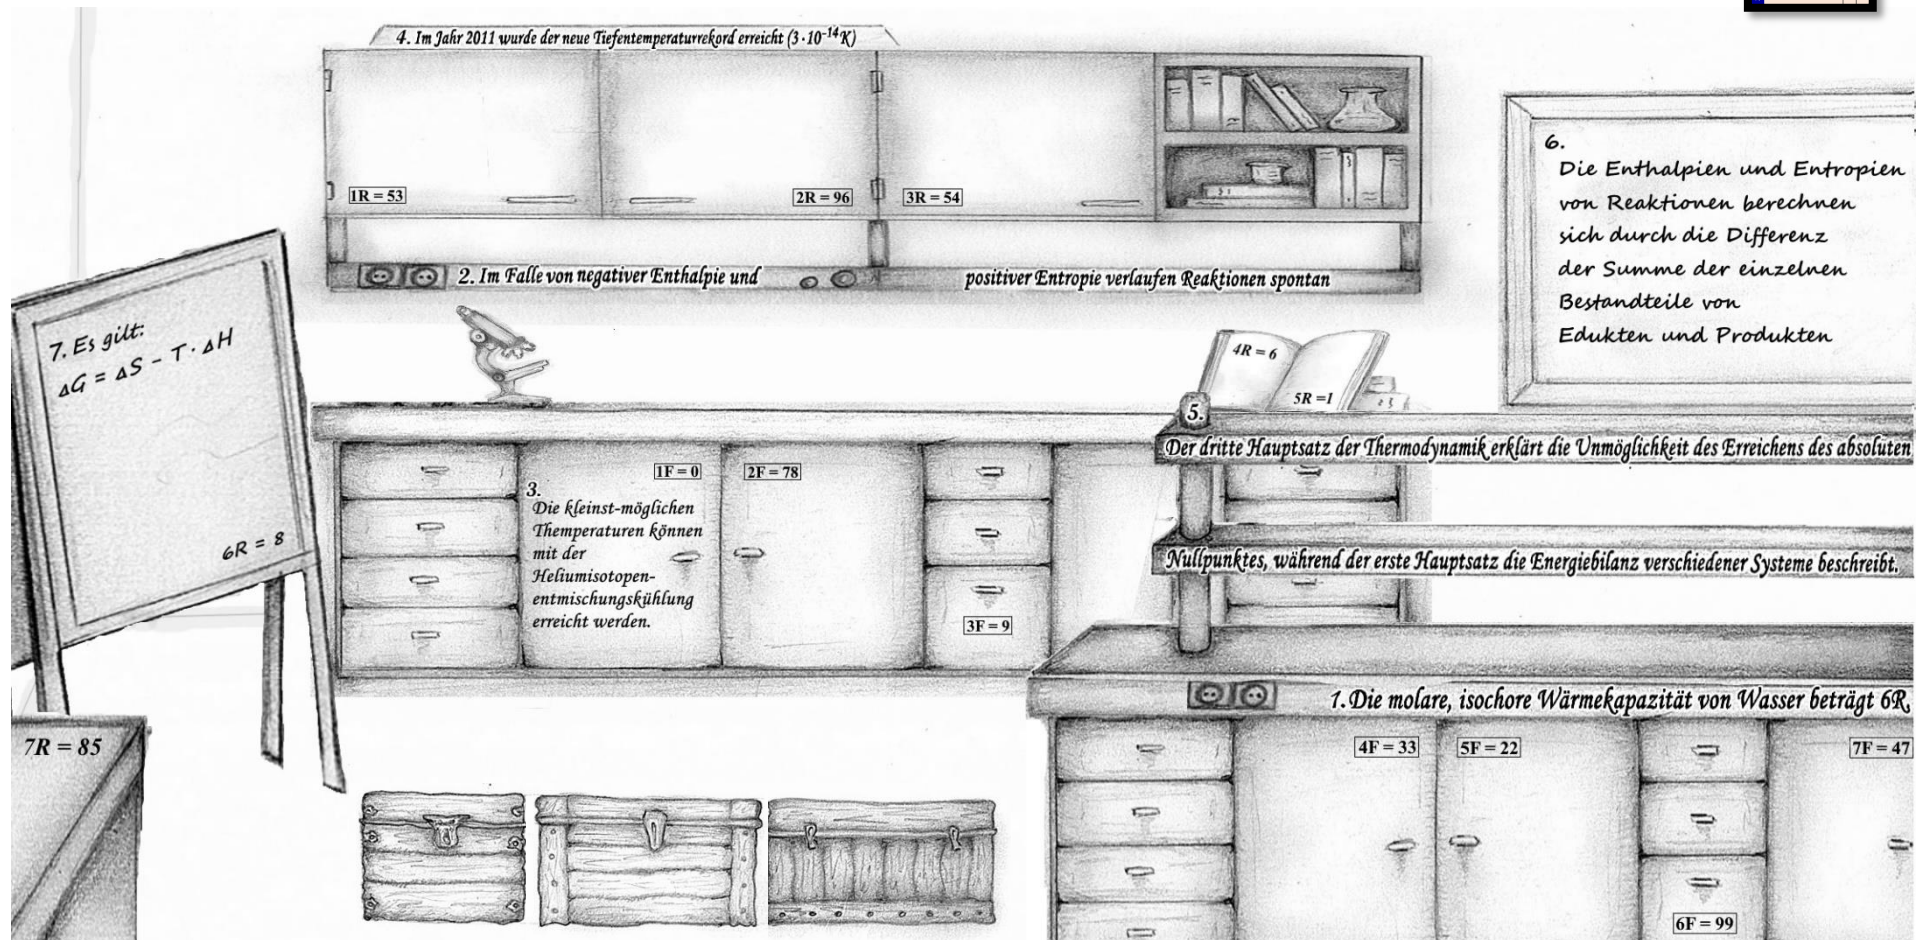 4. Im Jahr 2011 wurde der neue Tiefentemperaturrekord erreicht (3·10⁻¹⁴K)
1R = 53
2R = 96
3R = 54
2. Im Falle von negativer Enthalpie und
positiver Entropie verlaufen Reaktionen spontan
6.
Die Enthalpien und Entropien
von Reaktionen berechnen
sich durch die Differenz
der Summe der einzelnen
Bestandteile von
Edukten und Produkten
7. Es gilt:
ΔG = ΔS - T · ΔH
6R = 8
4R = 6
5R =1
5.
Der dritte Hauptsatz der Thermodynamik erklärt die Unmöglichkeit des Erreichens des absoluten
Nullpunktes, während der erste Hauptsatz die Energiebilanz verschiedener Systeme beschreibt.
1F = 0
2F = 78
3.
Die kleinst-möglichen
Themperaturen können
mit der
Heliumisotopen-
entmischungskühlung
erreicht werden.
3F = 9
1. Die molare, isochore Wärmekapazität von Wasser beträgt 6R.
7R = 85
4F = 33
5F = 22
7F = 47
6F = 99